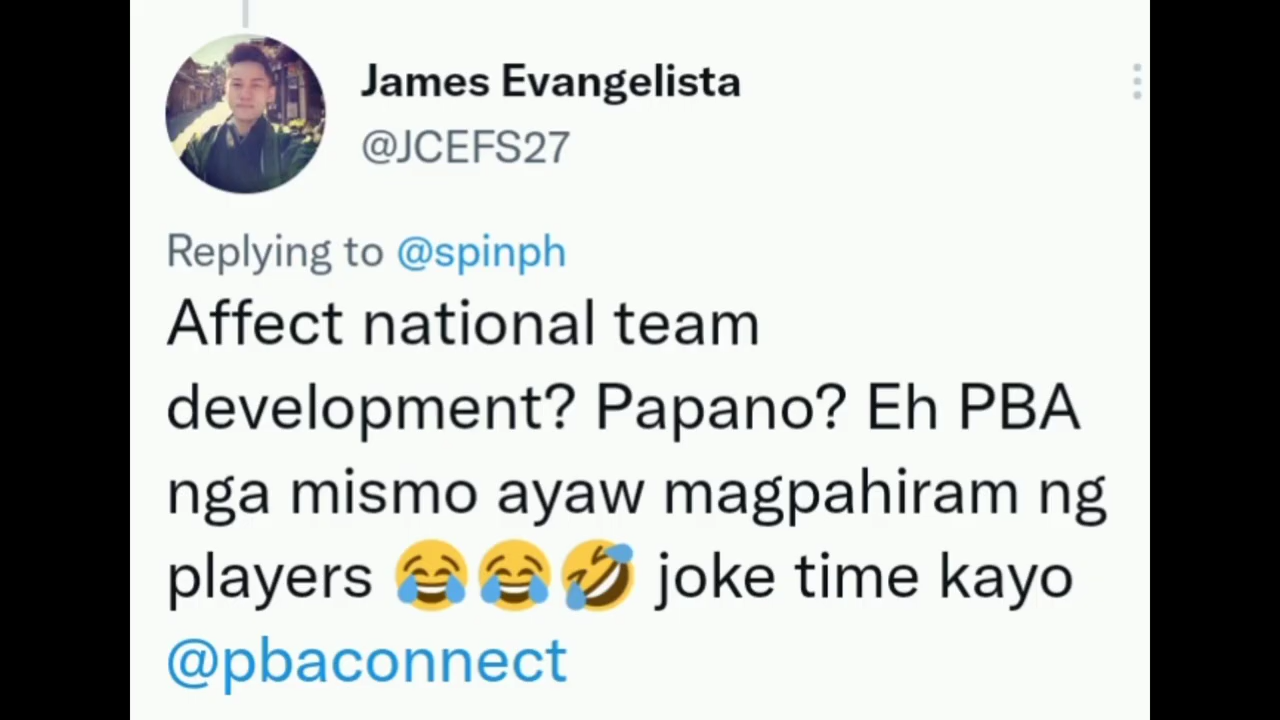 James Evangelista
@JCEFS27
Replying to @spinph
Affect national team
development? Papano? Eh PBA
nga mismo ayaw magpahiram ng
players 😂😂🤣 joke time kayo
@pbaconnect